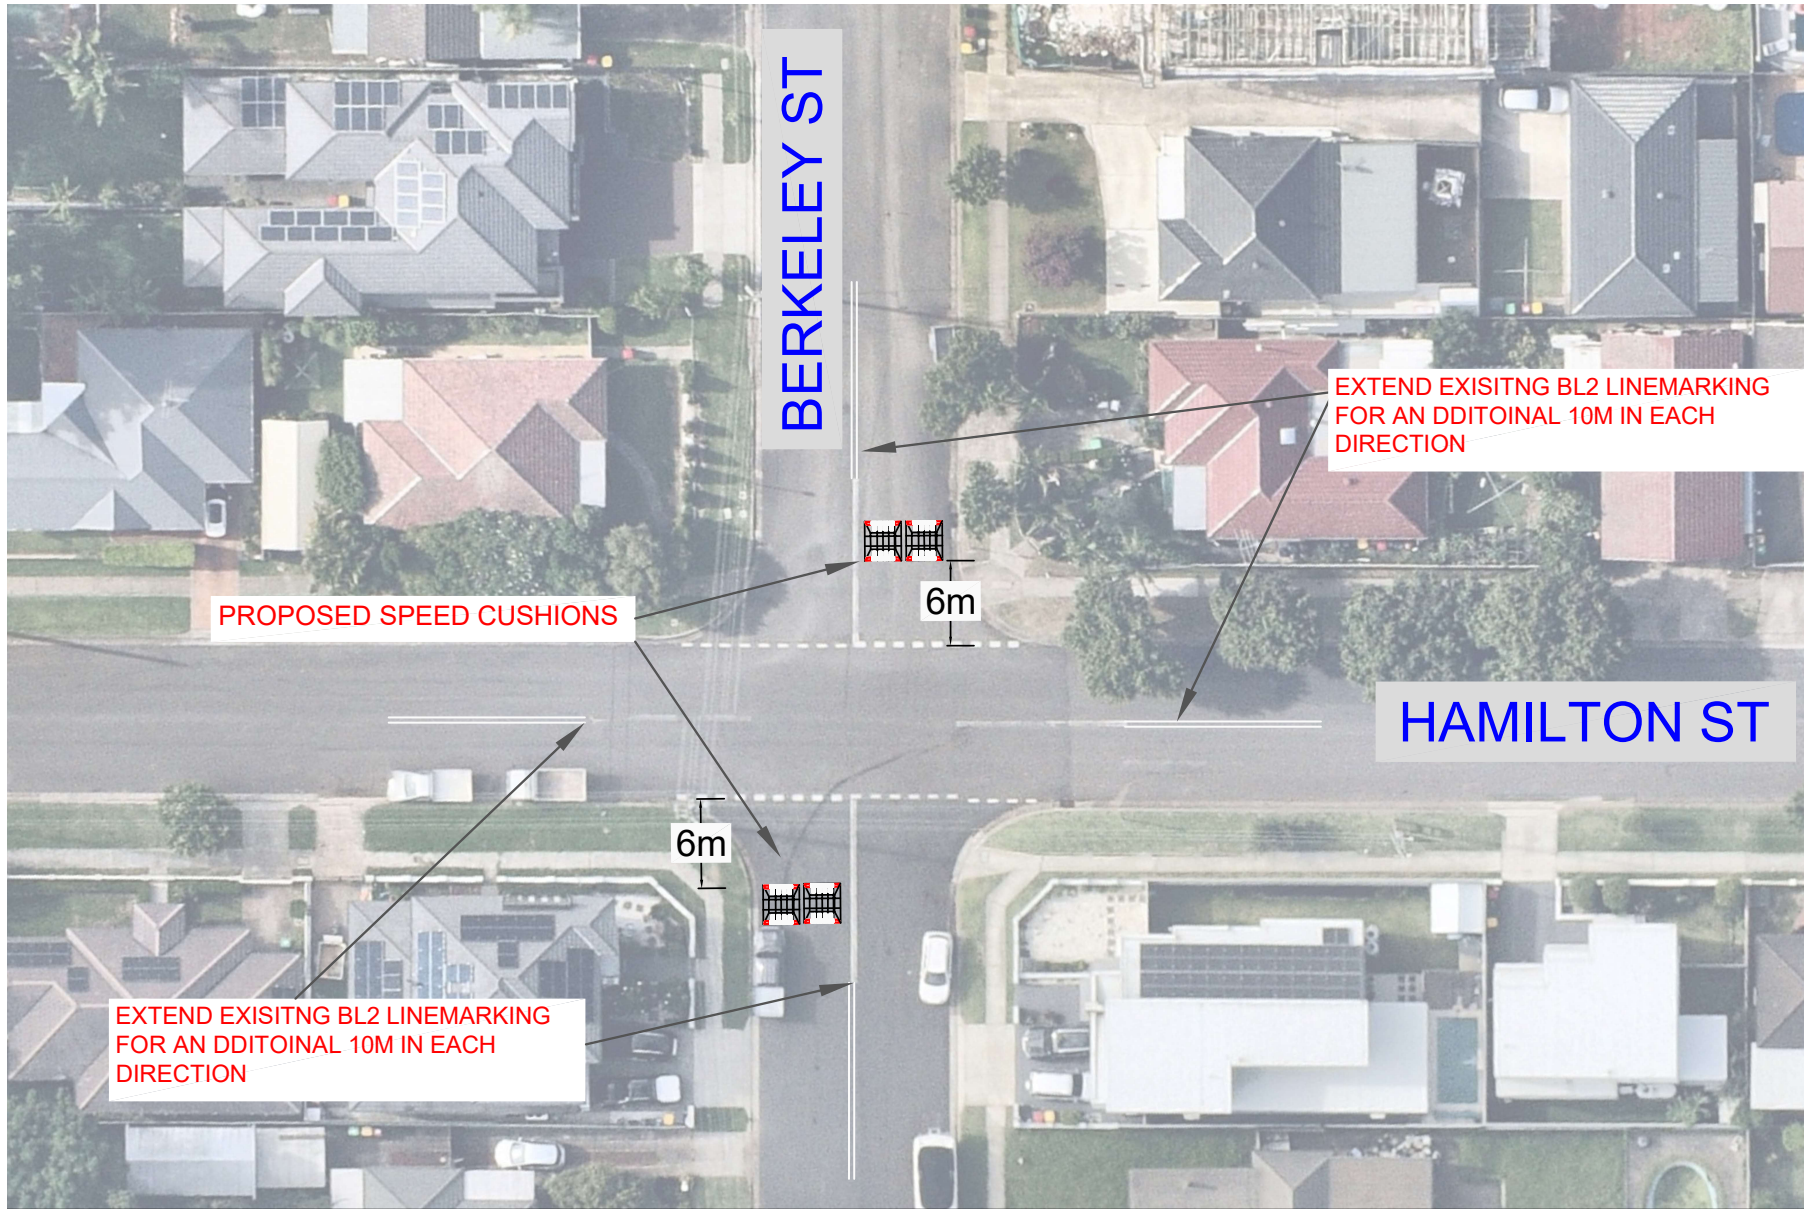 BERKELEY ST
EXTEND EXISITNG BL2 LINEMARKING
FOR AN DDITOINAL 10M IN EACH
DIRECTION
6m
PROPOSED SPEED CUSHIONS
HAMILTON ST
6m
EXTEND EXISITNG BL2 LINEMARKING
FOR AN DDITOINAL 10M IN EACH
DIRECTION